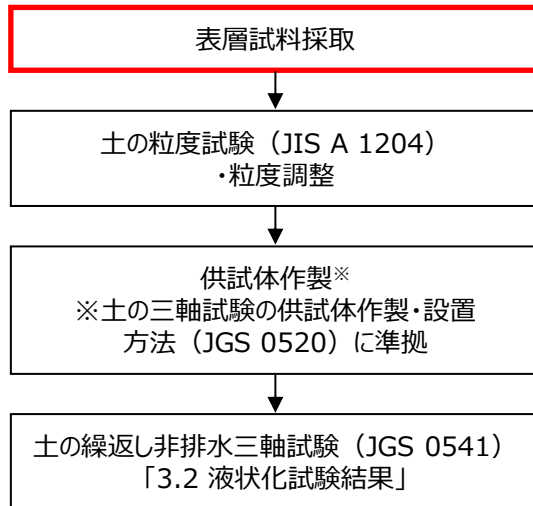 表層試料採取
土の粒度試験（JIS A 1204）
・粒度調整
供試体作製※
※土の三軸試験の供試体作製・設置
方法（JGS 0520）に準拠
土の繰返し非排水三軸試験（JGS 0541）
「3.2 液状化試験結果」